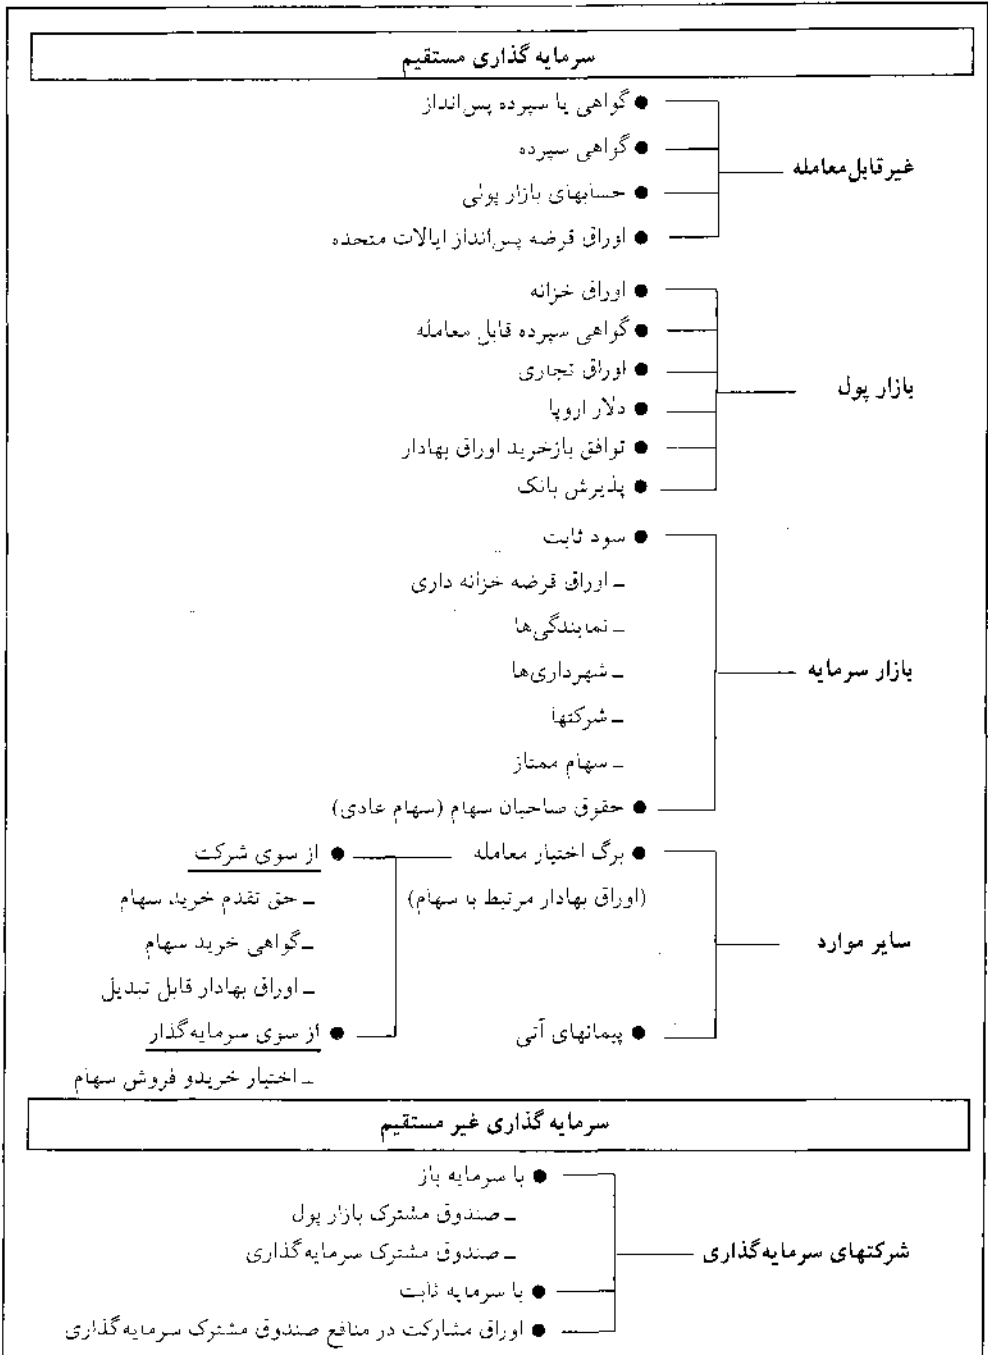 سرمایه گذاری مستقیم
● گواهی یا سپرده پس‌انداز
● گواهی سپرده
غیرقابل‌معامله
● حسابهای بازار پولی
● اوراق قرضه پس‌انداز ایالات متحده
● اوراق خزانه
● گواهی سپرده قابل معامله
● اوراق تجاری
بازار پول
● دلار اروپا
● توافق بازخرید اوراق بهادار
● پذیرش بانک
● سود ثابت
ـ اوراق قرضه خزانه داری
ـ نمایندگی‌ها
بازار سرمایه
ـ شهرداری‌ها
ـ شرکتها
ـ سهام ممتاز
● حقوق صاحبان سهام (سهام عادی)
● برگ اختیار معامله ● از سوی شرکت
(اوراق بهادار مرتبط با سهام) ـ حق تقدم خرید سهام
سایر موارد ـ گواهی خرید سهام
ـ اوراق بهادار قابل تبدیل
● پیمانهای آتی ● از سوی سرمایه‌گذار
ـ اختیار خریدو فروش سهام
سرمایه گذاری غیر مستقیم
● با سرمایه باز
ـ صندوق مشترک بازار پول
شرکتهای سرمایه‌گذاری ـ صندوق مشترک سرمایه‌گذاری
● با سرمایه ثابت
● اوراق مشارکت در منافع صندوق مشترک سرمایه‌گذاری